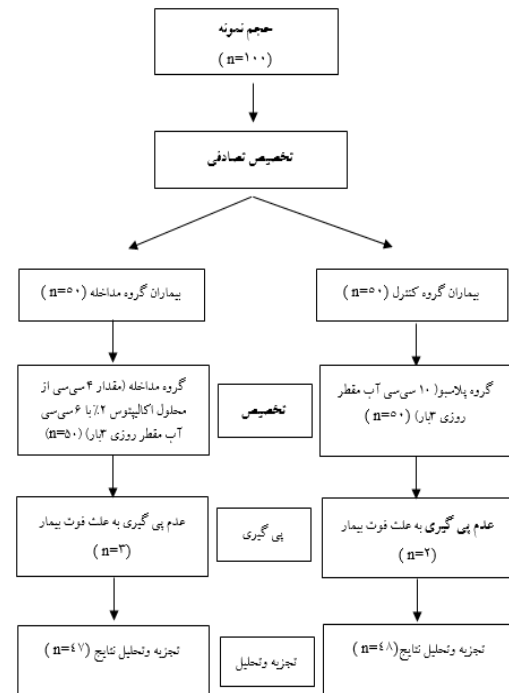 حجم نمونه
(n=۱۰۰)
تخصیص تصادفی
بیماران گروه کنترل (n=۵۰)
بیماران گروه مداخله (n=۵۰)
گروه پلاسبو( ۱۰ سی‌سی آب مقطر
روزی ۳بار) (n=۵۰)
تخصیص
گروه مداخله (مقدار ۴ سی‌سی از
محلول اکالیپتوس ۲٪ با ۶ سی‌سی
آب مقطر روزی ۳بار) (n=۵۰)
عدم پی گیری به علت فوت بیمار
(n=۲)
پی گیری
عدم پی گیری به علت فوت بیمار
(n=۳)
تجزیه وتحلیل نتایج(n=٤٨)
تجزیه وتحلیل
تجزیه وتحلیل نتایج (n=٤٧)